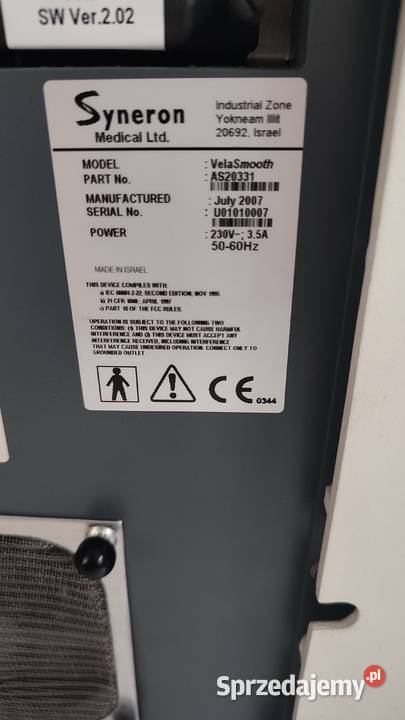 SW Ver.2.02
Syneron
Medical Ltd.
Industrial Zone
Yokneam Illit
20692, Israel
MODEL : VelaSmooth
PART No. : AS20331
MANUFACTURED : July 2007
SERIAL No. : U01010007
POWER : 230V~; 3.5A
50-60Hz
MADE IN ISRAEL
THIS DEVICE COMPLIES WITH:
a) IEC 60601-2-22, SECOND EDITION, NOV 1995
b) 21 CFR 1040 ; APRIL 1997
c) PART 18 OF THE FCC RULES.
OPERATION IS SUBJECT TO THE FOLLOWING TWO
CONDITIONS: (1) THIS DEVICE MAY NOT CAUSE HARMFUL
INTERFERENCE AND (2) THIS DEVICE MUST ACCEPT ANY
INTERFERENCE RECEIVED, INCLUDING INTERFERENCE
THAT MAY CAUSE UNDESIRED OPERATION. CONNECT ONLY TO
GROUNDED OUTLET
CE 0344
Sprzedajemy.pl